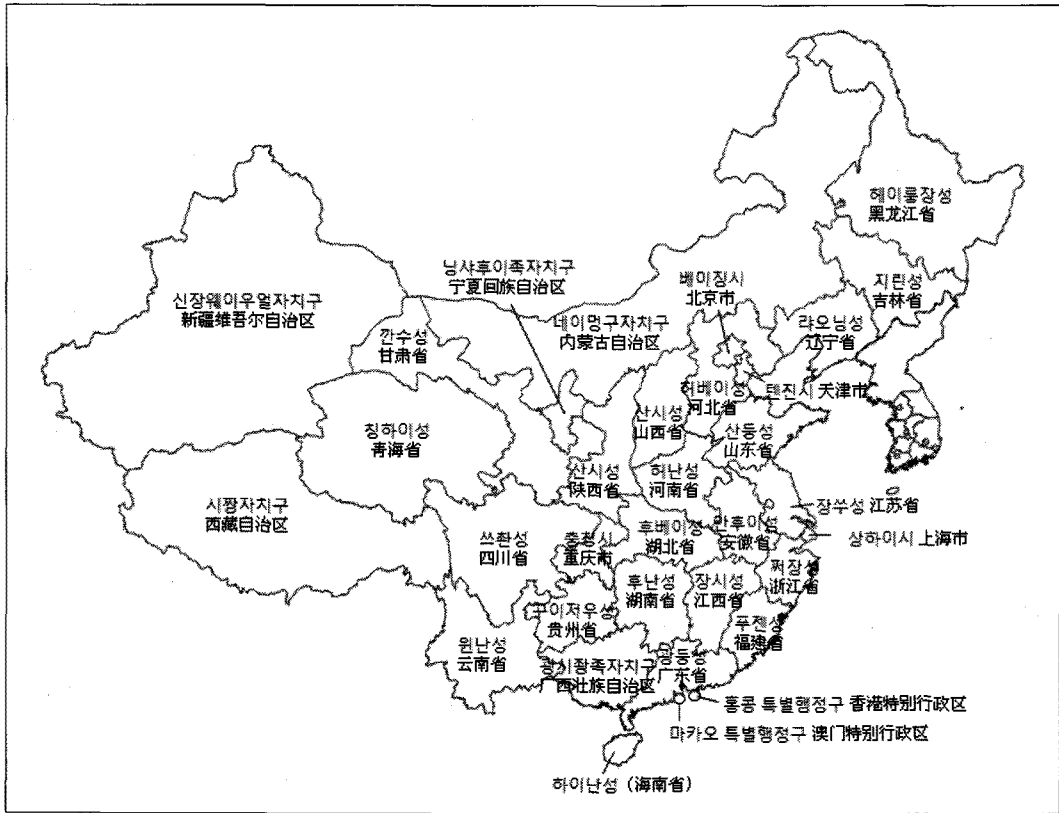 헤이룽장성
黑龙江省
닝샤후이족자치구
宁夏回族自治区
베이징시
北京市
지린성
吉林省
신장웨이우얼자치구
新疆维吾尔自治区
네이멍구자치구
内蒙古自治区
랴오닝성
辽宁省
깐수성
甘肃省
허베이성
河北省
톈진시 天津市
산시성
山西省
칭하이성
青海省
산둥성
山东省
산시성
陕西省
허난성
河南省
시짱자치구
西藏自治区
장쑤성 江苏省
쓰촨성
四川省
충칭시
重庆市
후베이성
湖北省
안후이성
安徽省
상하이시 上海市
쩌장성
浙江省
후난성
湖南省
장시성
江西省
꾸이저우성
贵州省
푸젠성
福建省
윈난성
云南省
광시장족자치구
广西壮族自治区
광둥성
广东省
홍콩 특별행정구 香港特别行政区
마카오 특별행정구 澳门特别行政区
하이난성 (海南省)